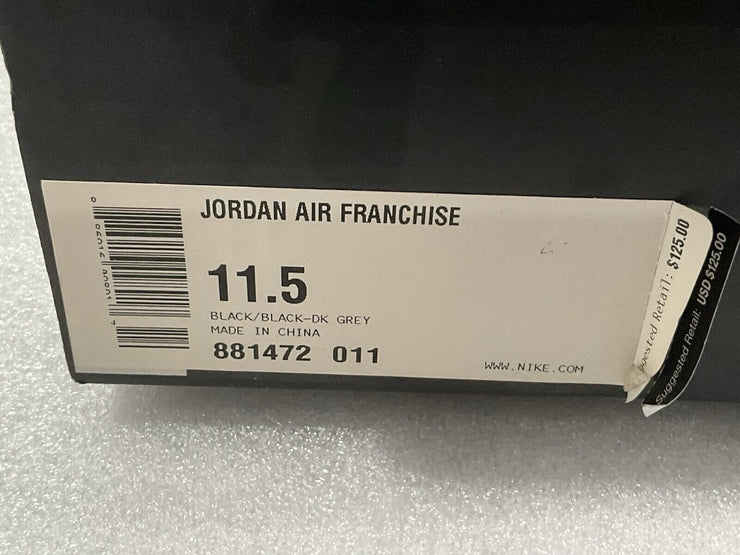 JORDAN AIR FRANCHISE
11.5
BLACK/BLACK-DK GREY
MADE IN CHINA
881472 011
WWW.NIKE.COM
Retail: $125.00
Suggested Retail: USD $125.00